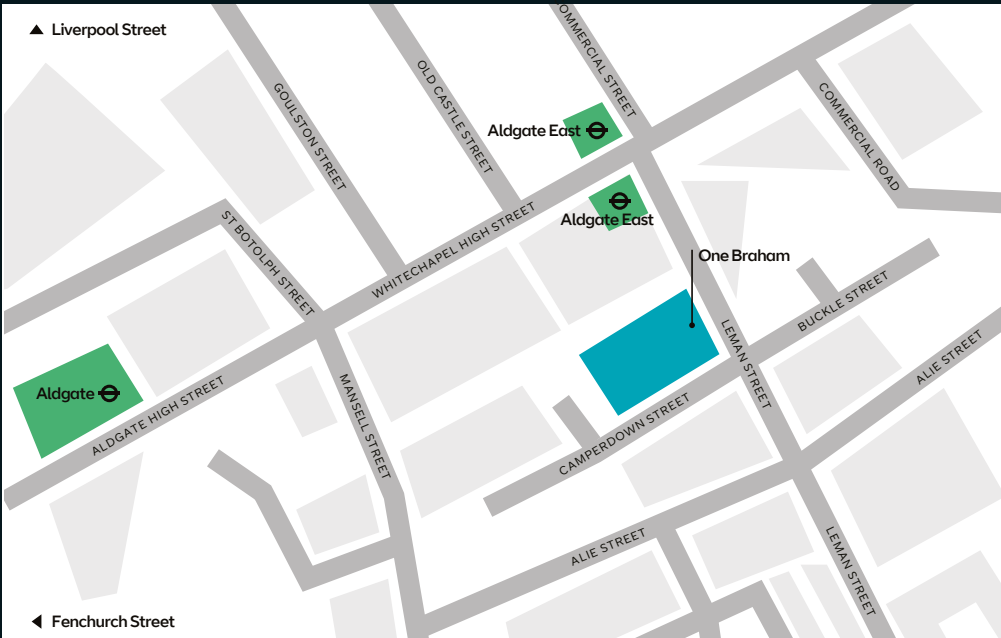 Liverpool Street
COMMERCIAL STREET
GOULSTON STREET
OLD CASTLE STREET
COMMERCIAL ROAD
Aldgate East
Aldgate East
ST BOTOLPH STREET
WHITECHAPEL HIGH STREET
One Braham
BUCKLE STREET
LEMAN STREET
ALIE STREET
Aldgate
ALDGATE HIGH STREET
MANSELL STREET
CAMPERDOWN STREET
ALIE STREET
LEMAN STREET
Fenchurch Street